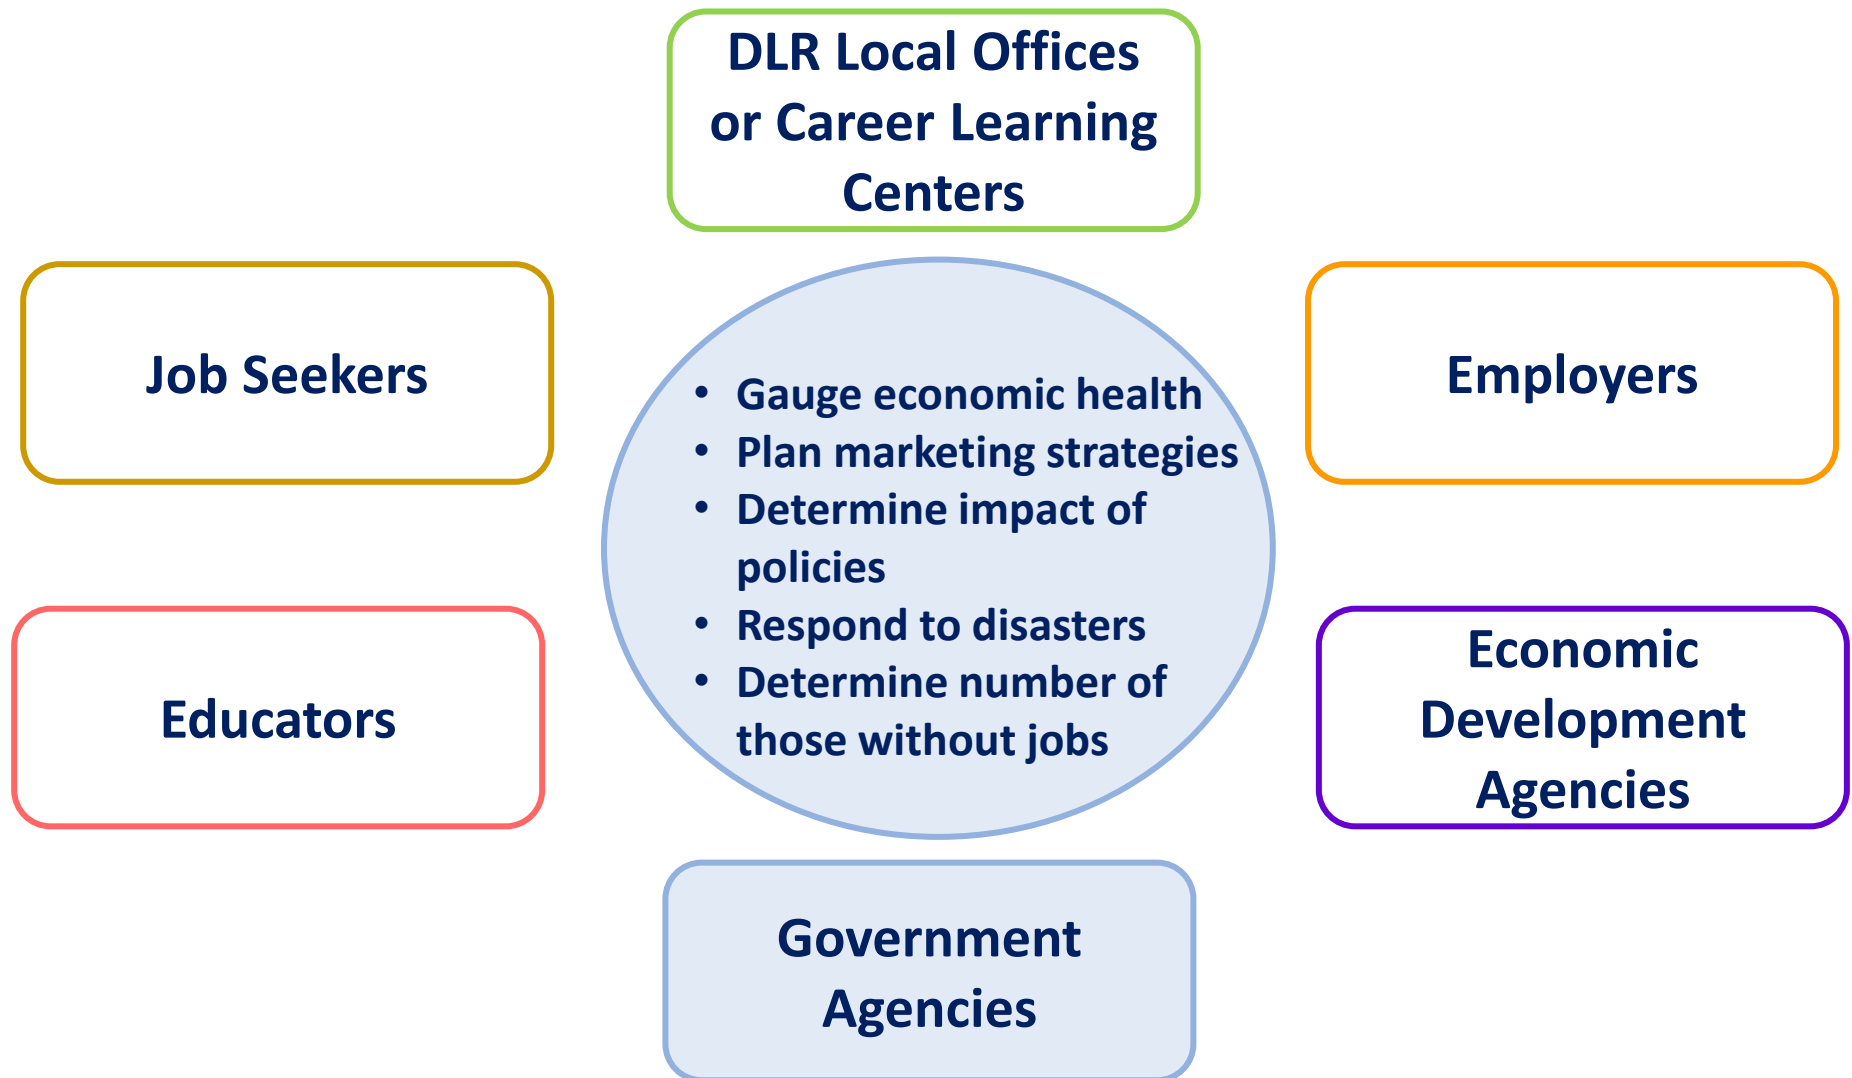 DLR Local Offices
or Career Learning
Centers
Job Seekers
Employers
• Gauge economic health
• Plan marketing strategies
• Determine impact of
policies
• Respond to disasters
• Determine number of
those without jobs
Educators
Economic
Development
Agencies
Government
Agencies